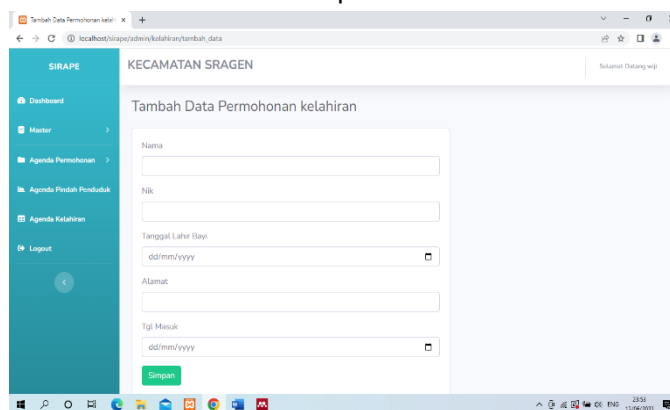 Tambah Data Permohonan kelah
localhost/sirape/admin/kelahiran/tambah_data
SIRAPE
KECAMATAN SRAGEN
Selamat Datang wiji
Dashboard
Master
Agenda Permohonan
Agenda Pindah Penduduk
Agenda Kelahiran
Logout
Tambah Data Permohonan kelahiran
Nama
Nik
Tanggal Lahir Bayi
dd/mm/yyyy
Alamat
Tgl Masuk
dd/mm/yyyy
Simpan
ENG
23:53